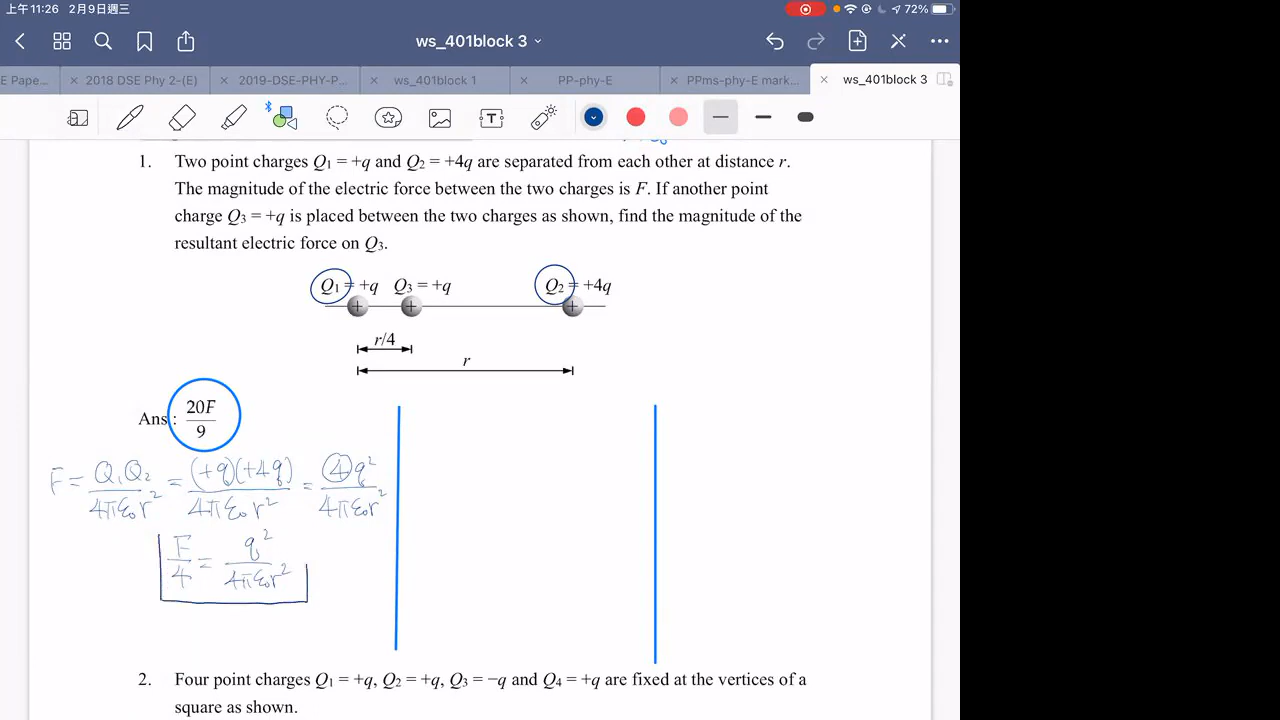 上午11:26 2月9日週三
72%
ws_401block 3
E Pape...
2018 DSE Phy 2-(E)
2019-DSE-PHY-P...
ws_401block 1
PP-phy-E
PPms-phy-E mark...
ws_401block 3
1. Two point charges Q₁ = +q and Q₂ = +4q are separated from each other at distance r.
The magnitude of the electric force between the two charges is F. If another point
charge Q₃ = +q is placed between the two charges as shown, find the magnitude of the
resultant electric force on Q₃.
Q₁ = +q Q₃ = +q Q₂ = +4q
+ + +
r/4
r
Ans : 20F/9
F = Q₁Q₂/4πε₀r² = (+q)(+4q)/4πε₀r² = 4q²/4πε₀r²
F/4 = q²/4πε₀r²
2. Four point charges Q₁ = +q, Q₂ = +q, Q₃ = −q and Q₄ = +q are fixed at the vertices of a
square as shown.